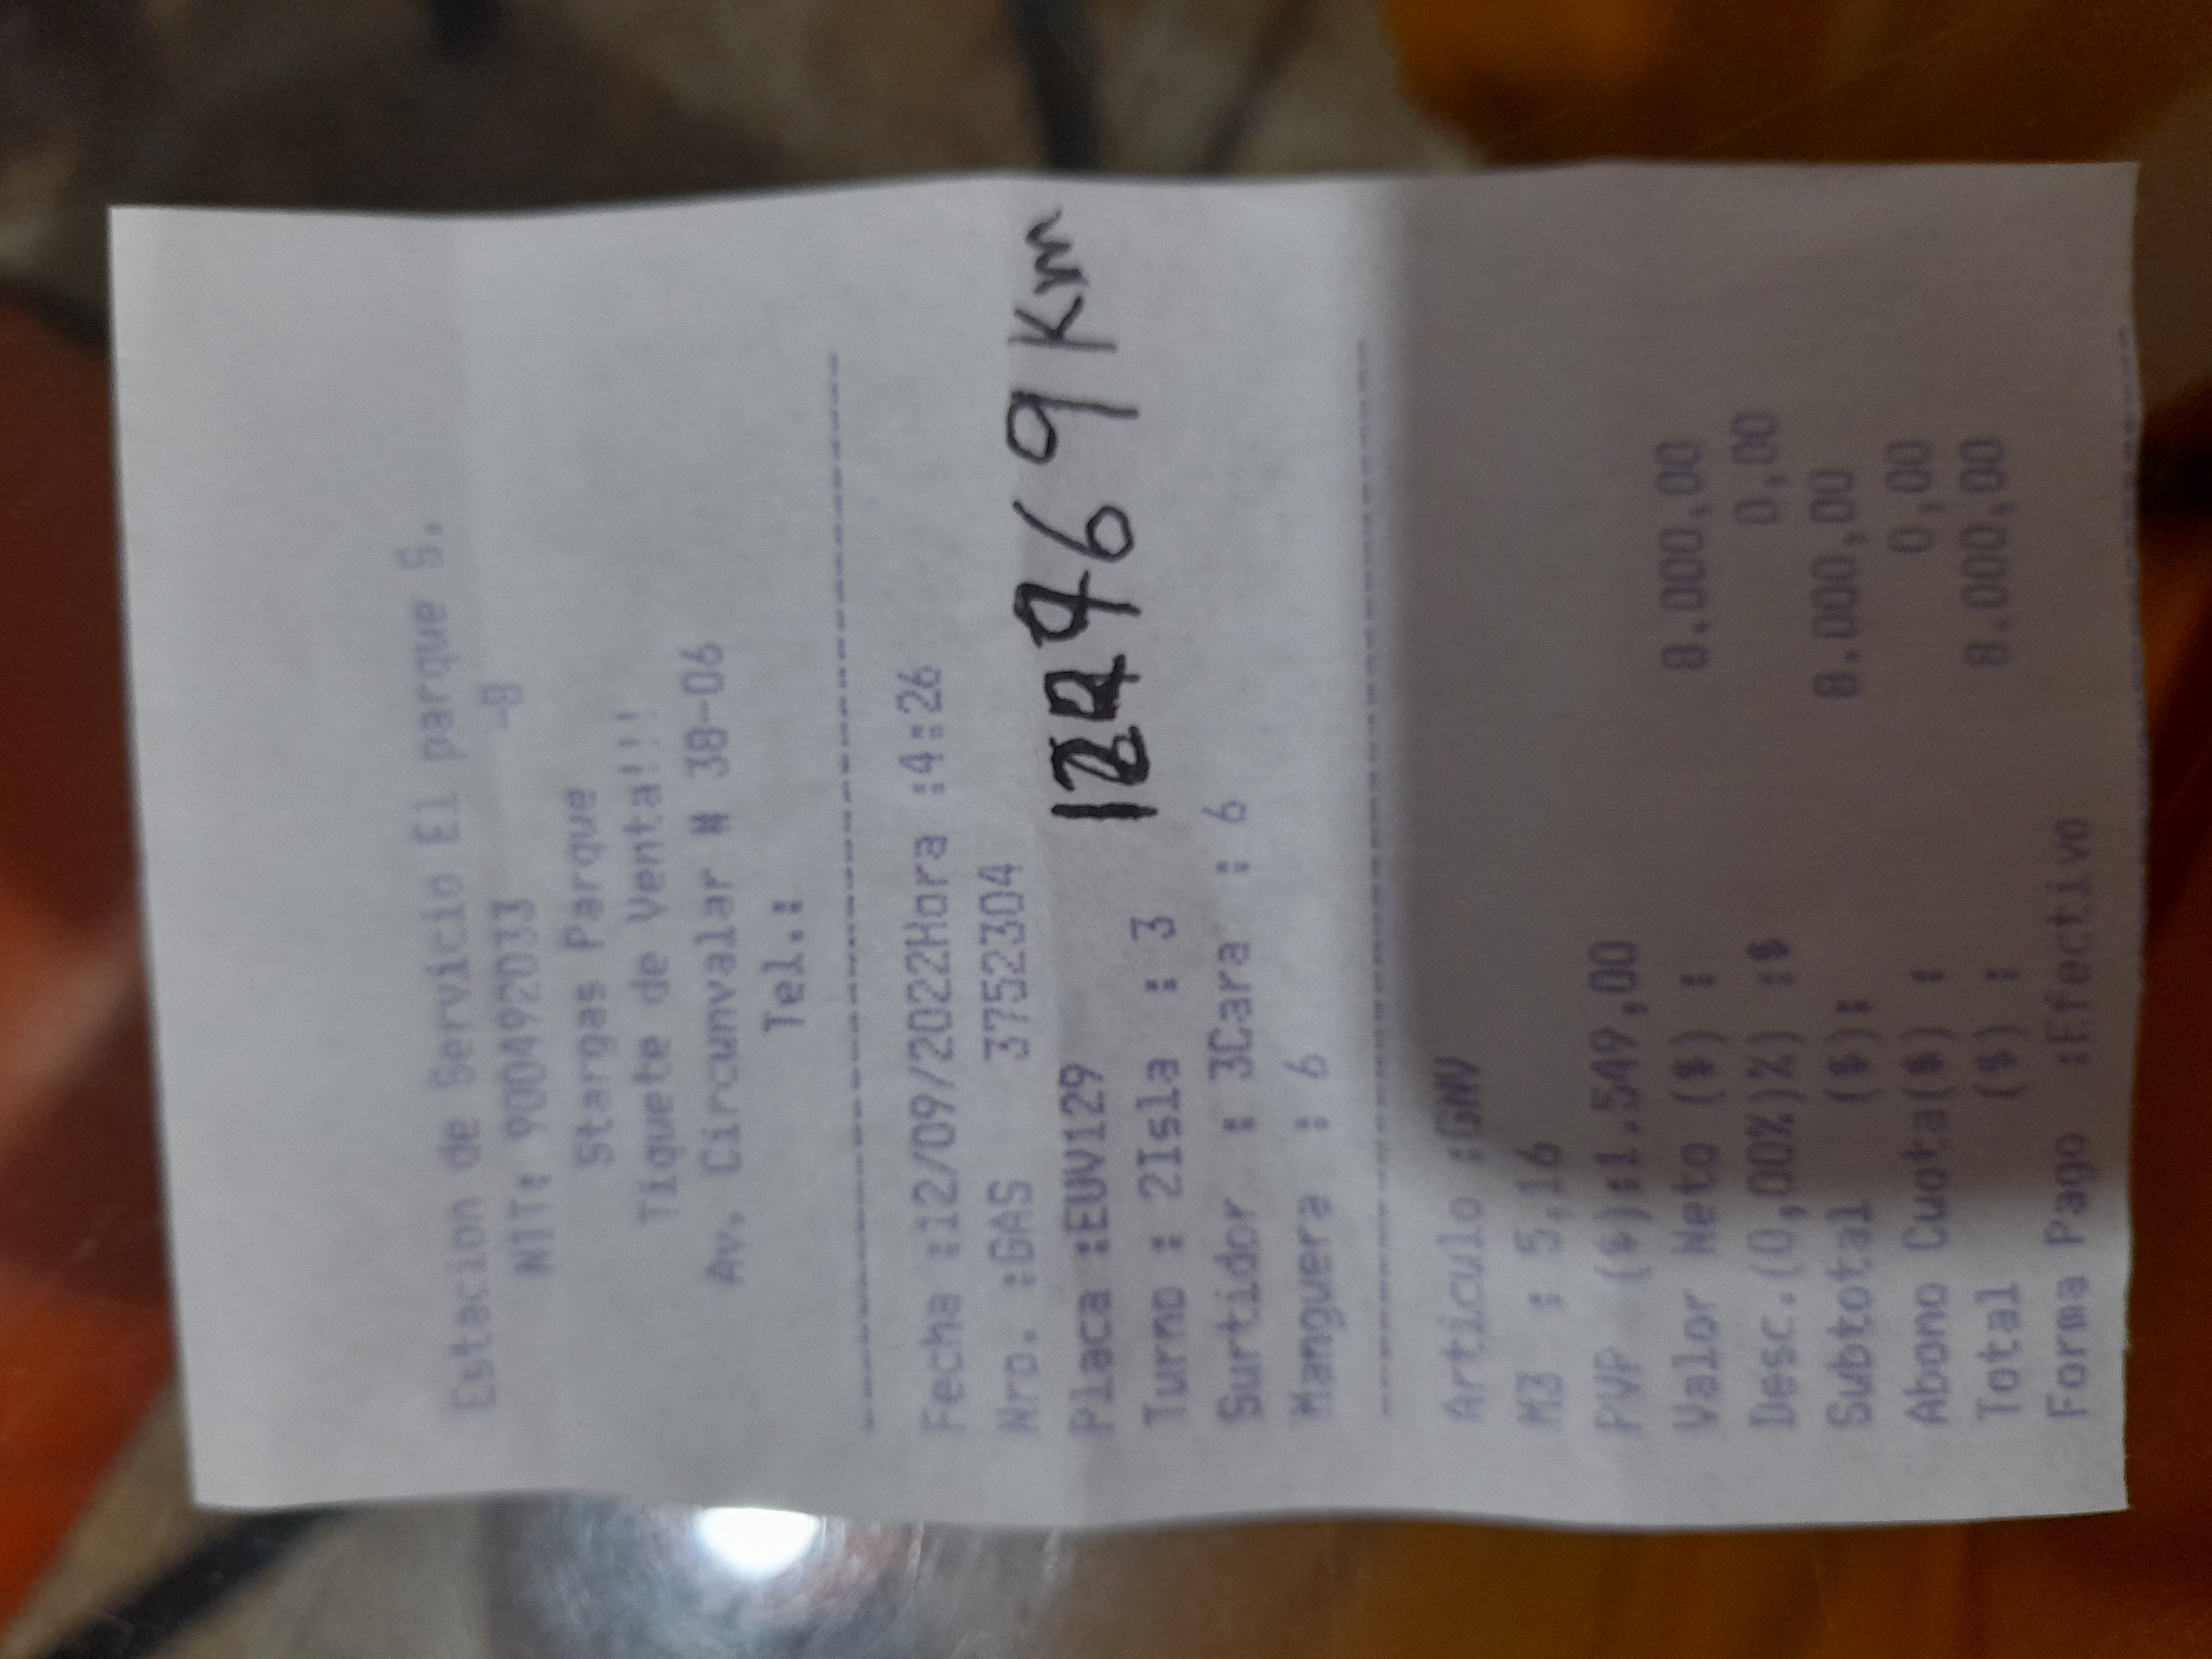 Estacion de Servicio El parque S.
NIT: 900492033 -8
Stargas Parque
Tiquete de Venta!!!
Av. Circunvalar # 38-06
Tel.:
Fecha :12/09/2022Hora :4:26
Nro. :GAS 3752304
Placa :EUV129
Km
Turno : 2Isla : 3
Surtidor : 3Cara : 6
Manguera : 6
Articulo :GNV
M3 : 5,16
PVP ($):1.549,00
Valor Neto ($) : 8.000,00
Desc.(0,00%)%) :$ 0,00
Subtotal ($): 8.000,00
Abono Cuota($) : 0,00
Total ($) : 8.000,00
Forma Pago :Efectivo